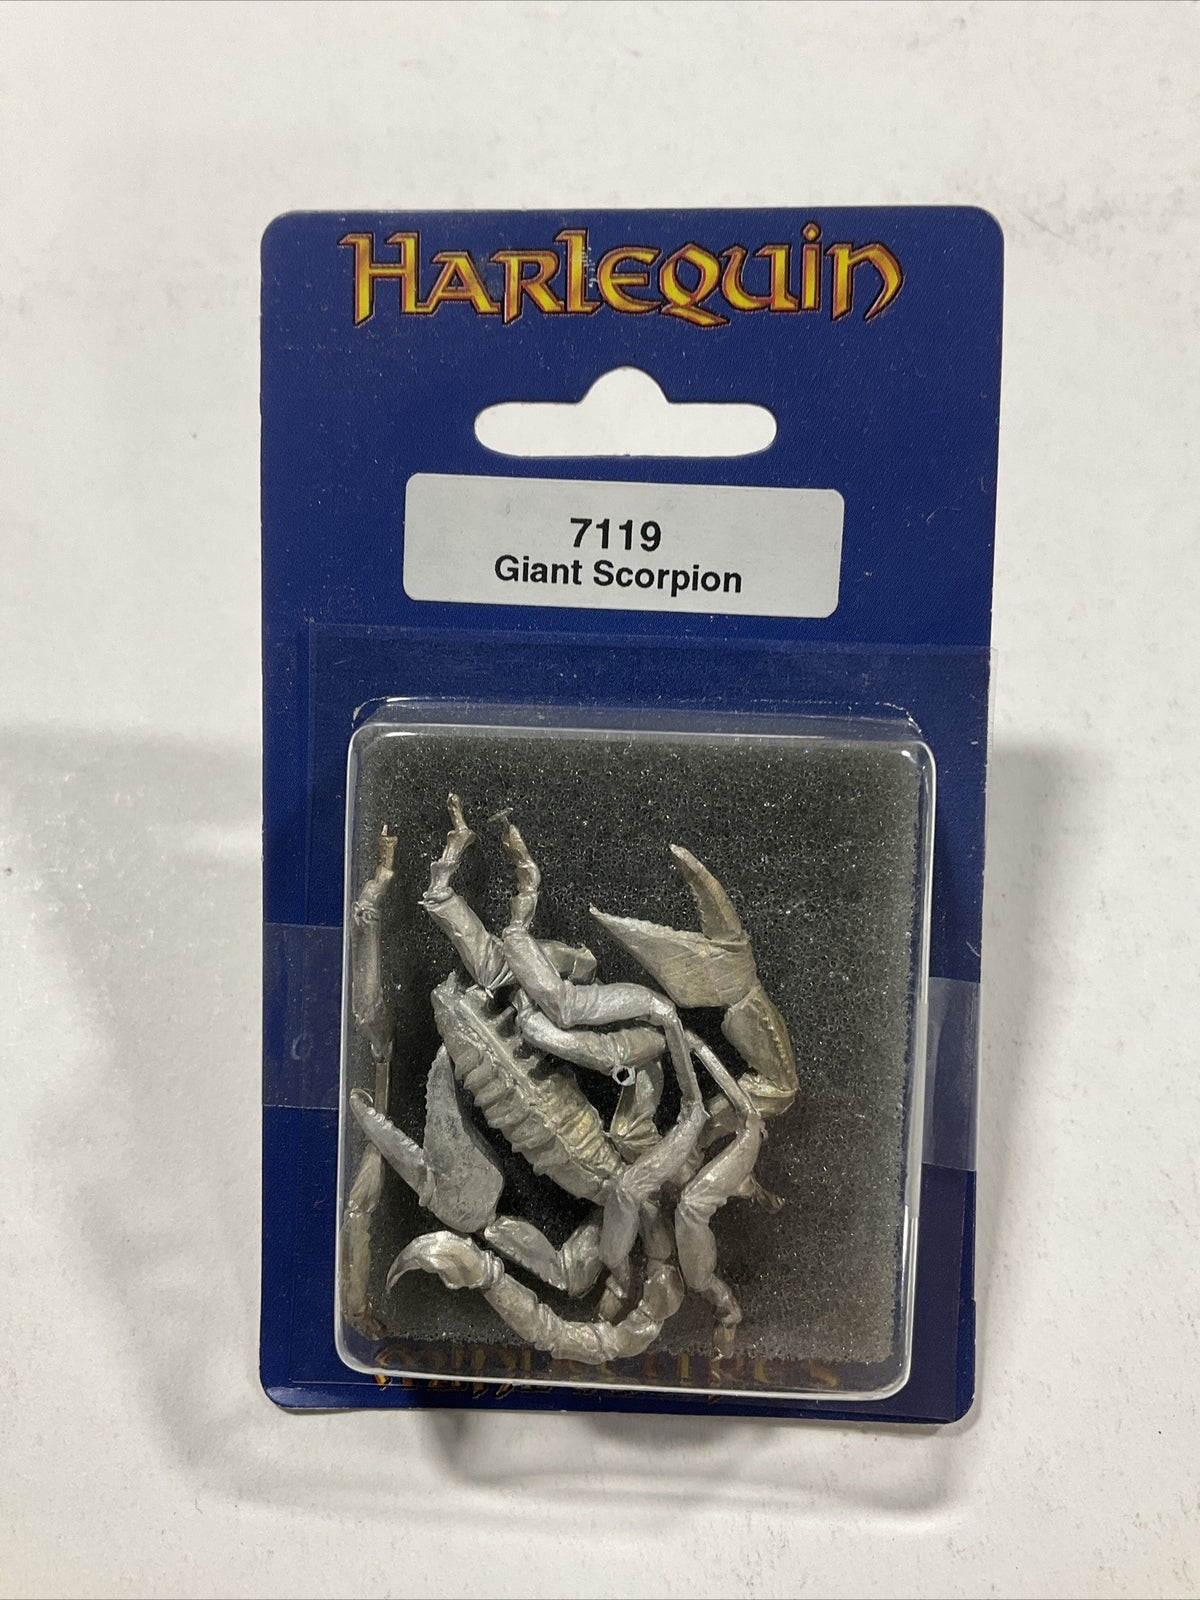 Harlequin
7119
Giant Scorpion